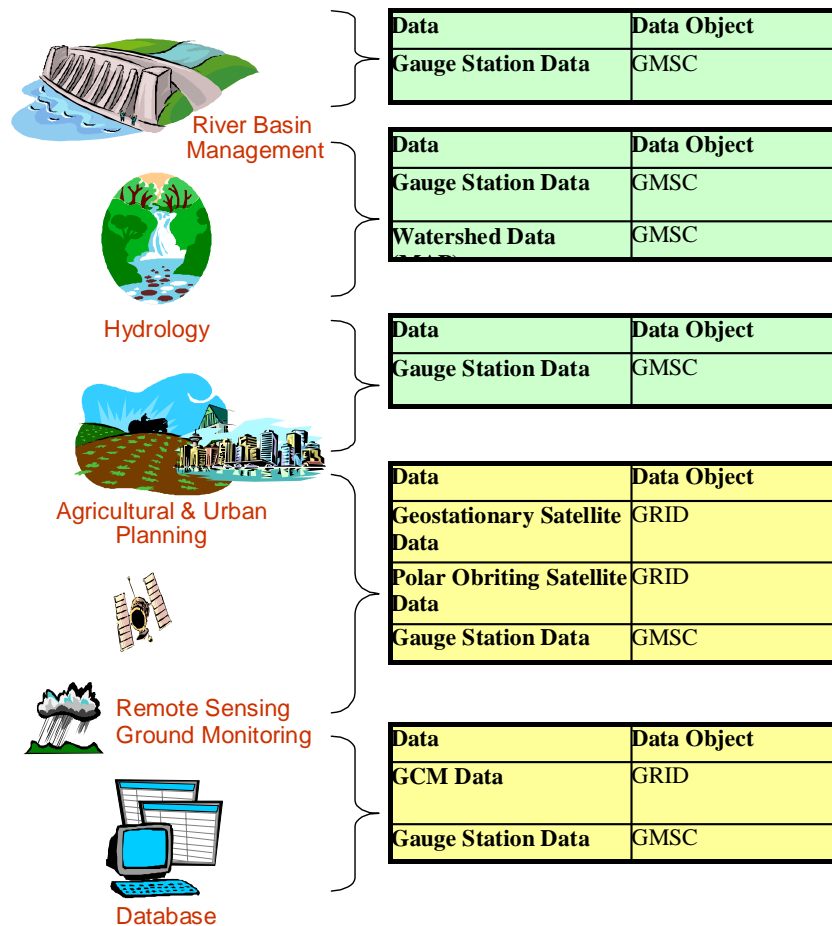 Data Data Object
Gauge Station Data GMSC
River Basin
Management
Data Data Object
Gauge Station Data GMSC
Watershed Data GMSC
Hydrology
Data Data Object
Gauge Station Data GMSC
Agricultural & Urban
Planning
Data Data Object
Geostationary Satellite GRID
Data
Polar Obriting Satellite GRID
Data
Gauge Station Data GMSC
Remote Sensing
Ground Monitoring
Data Data Object
GCM Data GRID
Gauge Station Data GMSC
Database